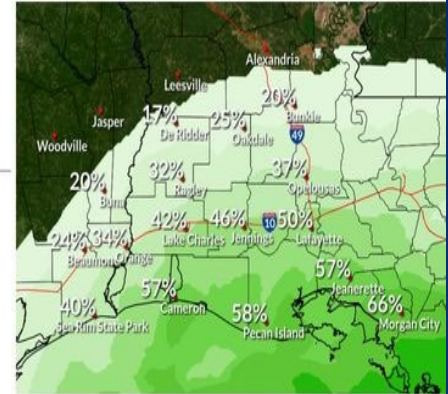 Alexandria
Leesville
20%
Bunkie
Jasper
17%
De Ridder
25%
Oakdale
49
Woodville
32%
Ragley
37%
Opelousas
20%
Buna
42%
Lake Charles
46%
Jennings
10
50%
Lafayette
24%
Beaumont
34%
Orange
57%
Jeanerette
57%
Cameron
40%
Sea Rim State Park
58%
Pecan Island
66%
Morgan City